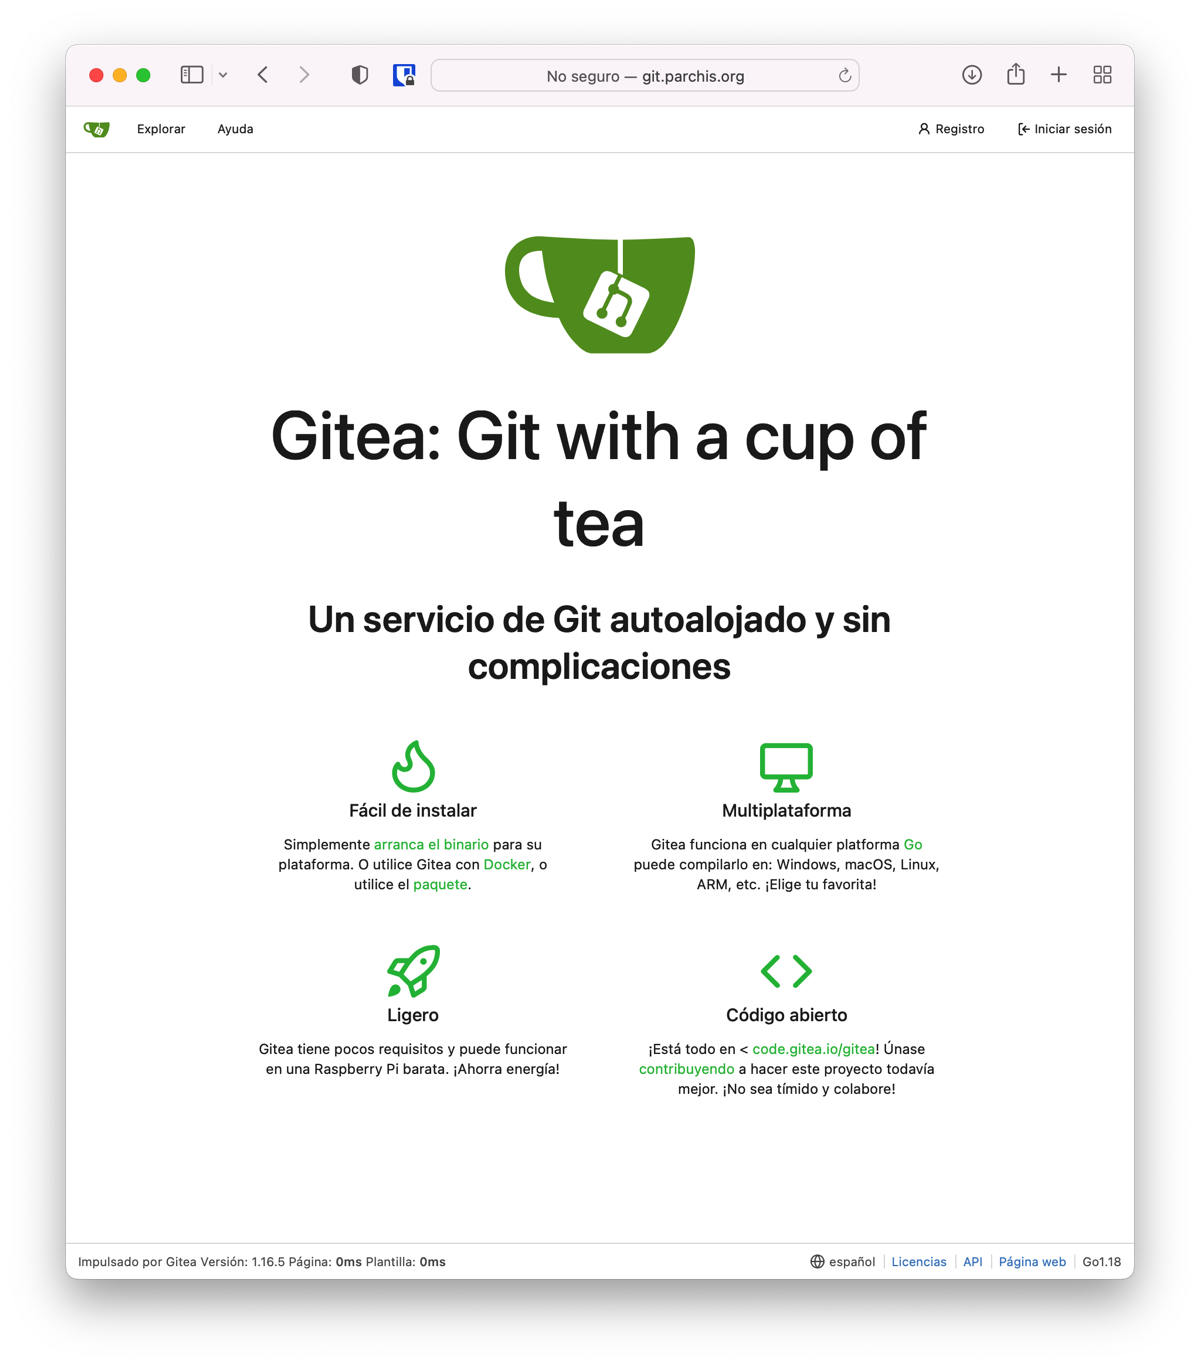 No seguro — git.parchis.org
Explorar Ayuda Registro Iniciar sesión
Gitea: Git with a cup of
tea
Un servicio de Git autoalojado y sin
complicaciones
Fácil de instalar
Simplemente arranca el binario para su
plataforma. O utilice Gitea con Docker, o
utilice el paquete.
Multiplataforma
Gitea funciona en cualquier platforma Go
puede compilarlo en: Windows, macOS, Linux,
ARM, etc. ¡Elige tu favorita!
Ligero
Gitea tiene pocos requisitos y puede funcionar
en una Raspberry Pi barata. ¡Ahorra energía!
Código abierto
¡Está todo en < code.gitea.io/gitea! Únase
contribuyendo a hacer este proyecto todavía
mejor. ¡No sea tímido y colabore!
Impulsado por Gitea Versión: 1.16.5 Página: 0ms Plantilla: 0ms español Licencias API Página web Go1.18